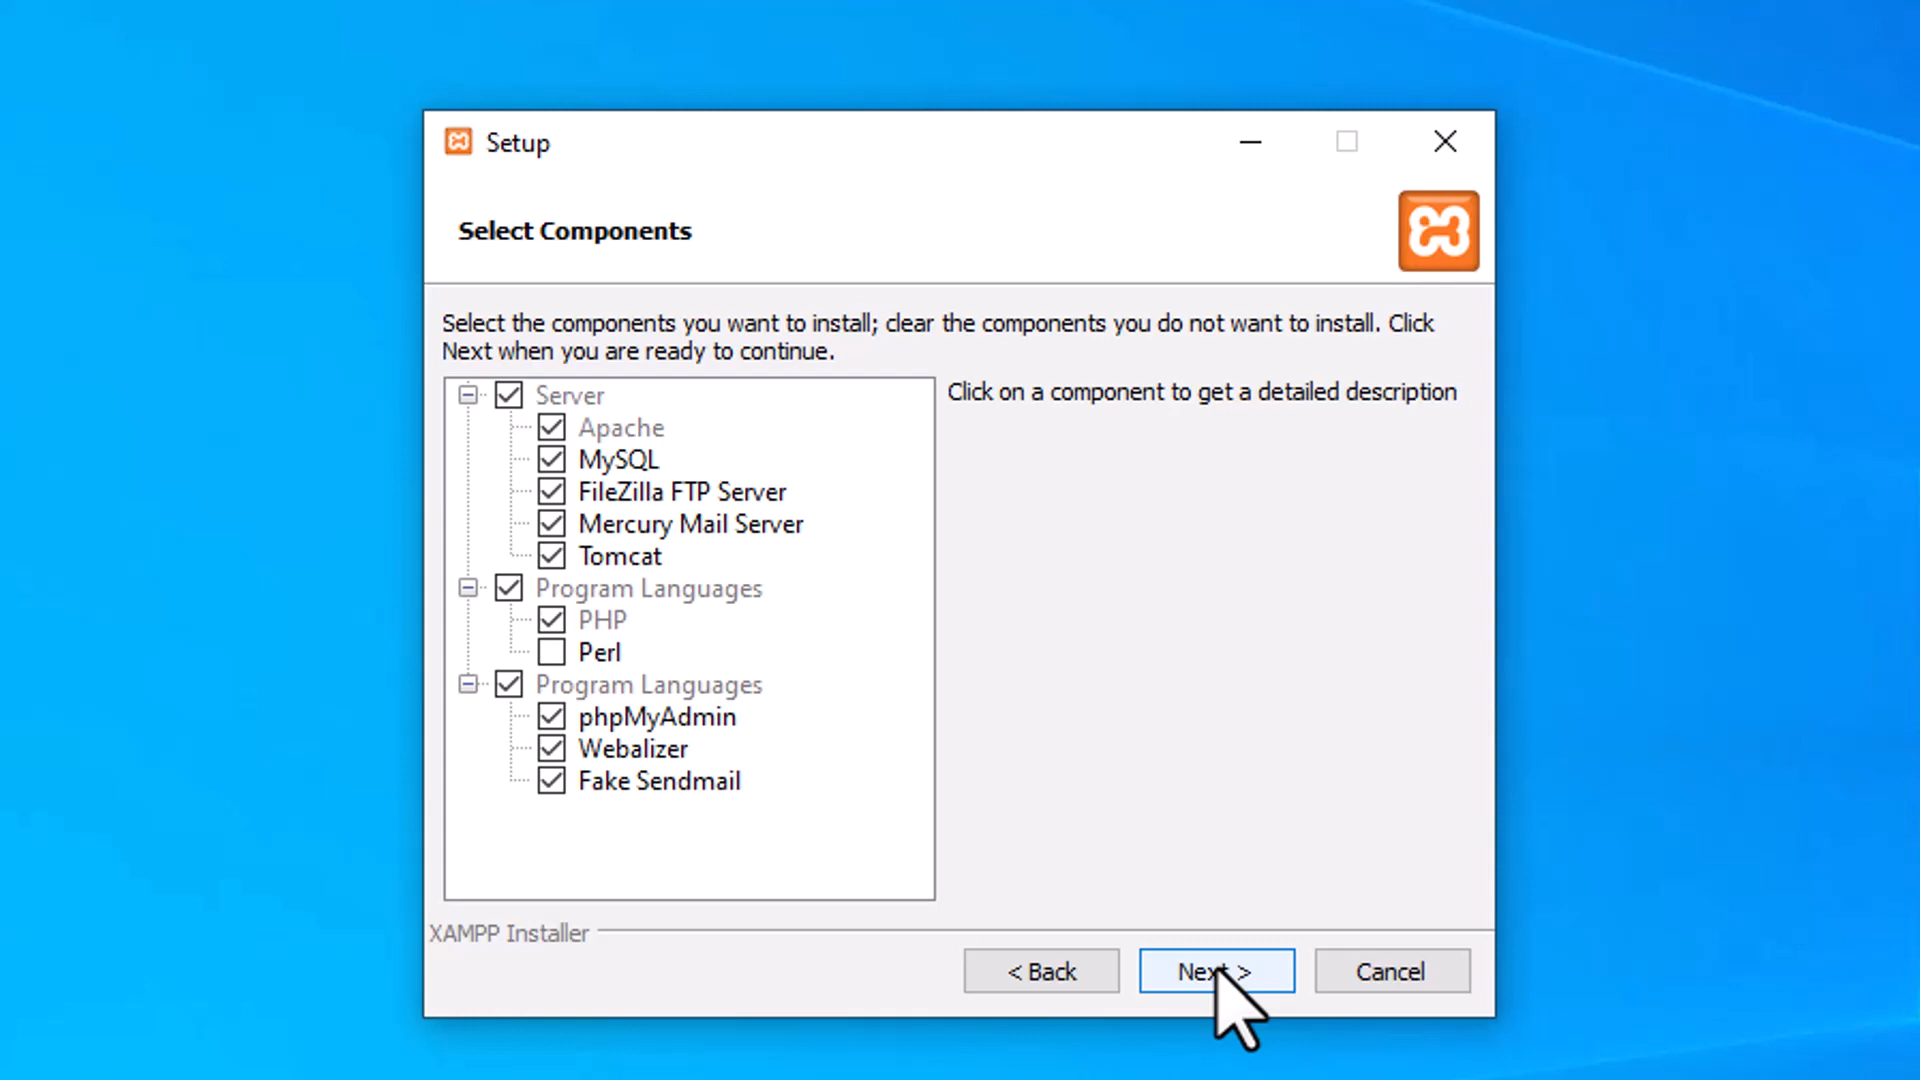 Setup
Select Components
Select the components you want to install; clear the components you do not want to install. Click
Next when you are ready to continue.
Server
Apache
MySQL
FileZilla FTP Server
Mercury Mail Server
Tomcat
Program Languages
PHP
Perl
Program Languages
phpMyAdmin
Webalizer
Fake Sendmail
Click on a component to get a detailed description
XAMPP Installer
< Back
Next >
Cancel